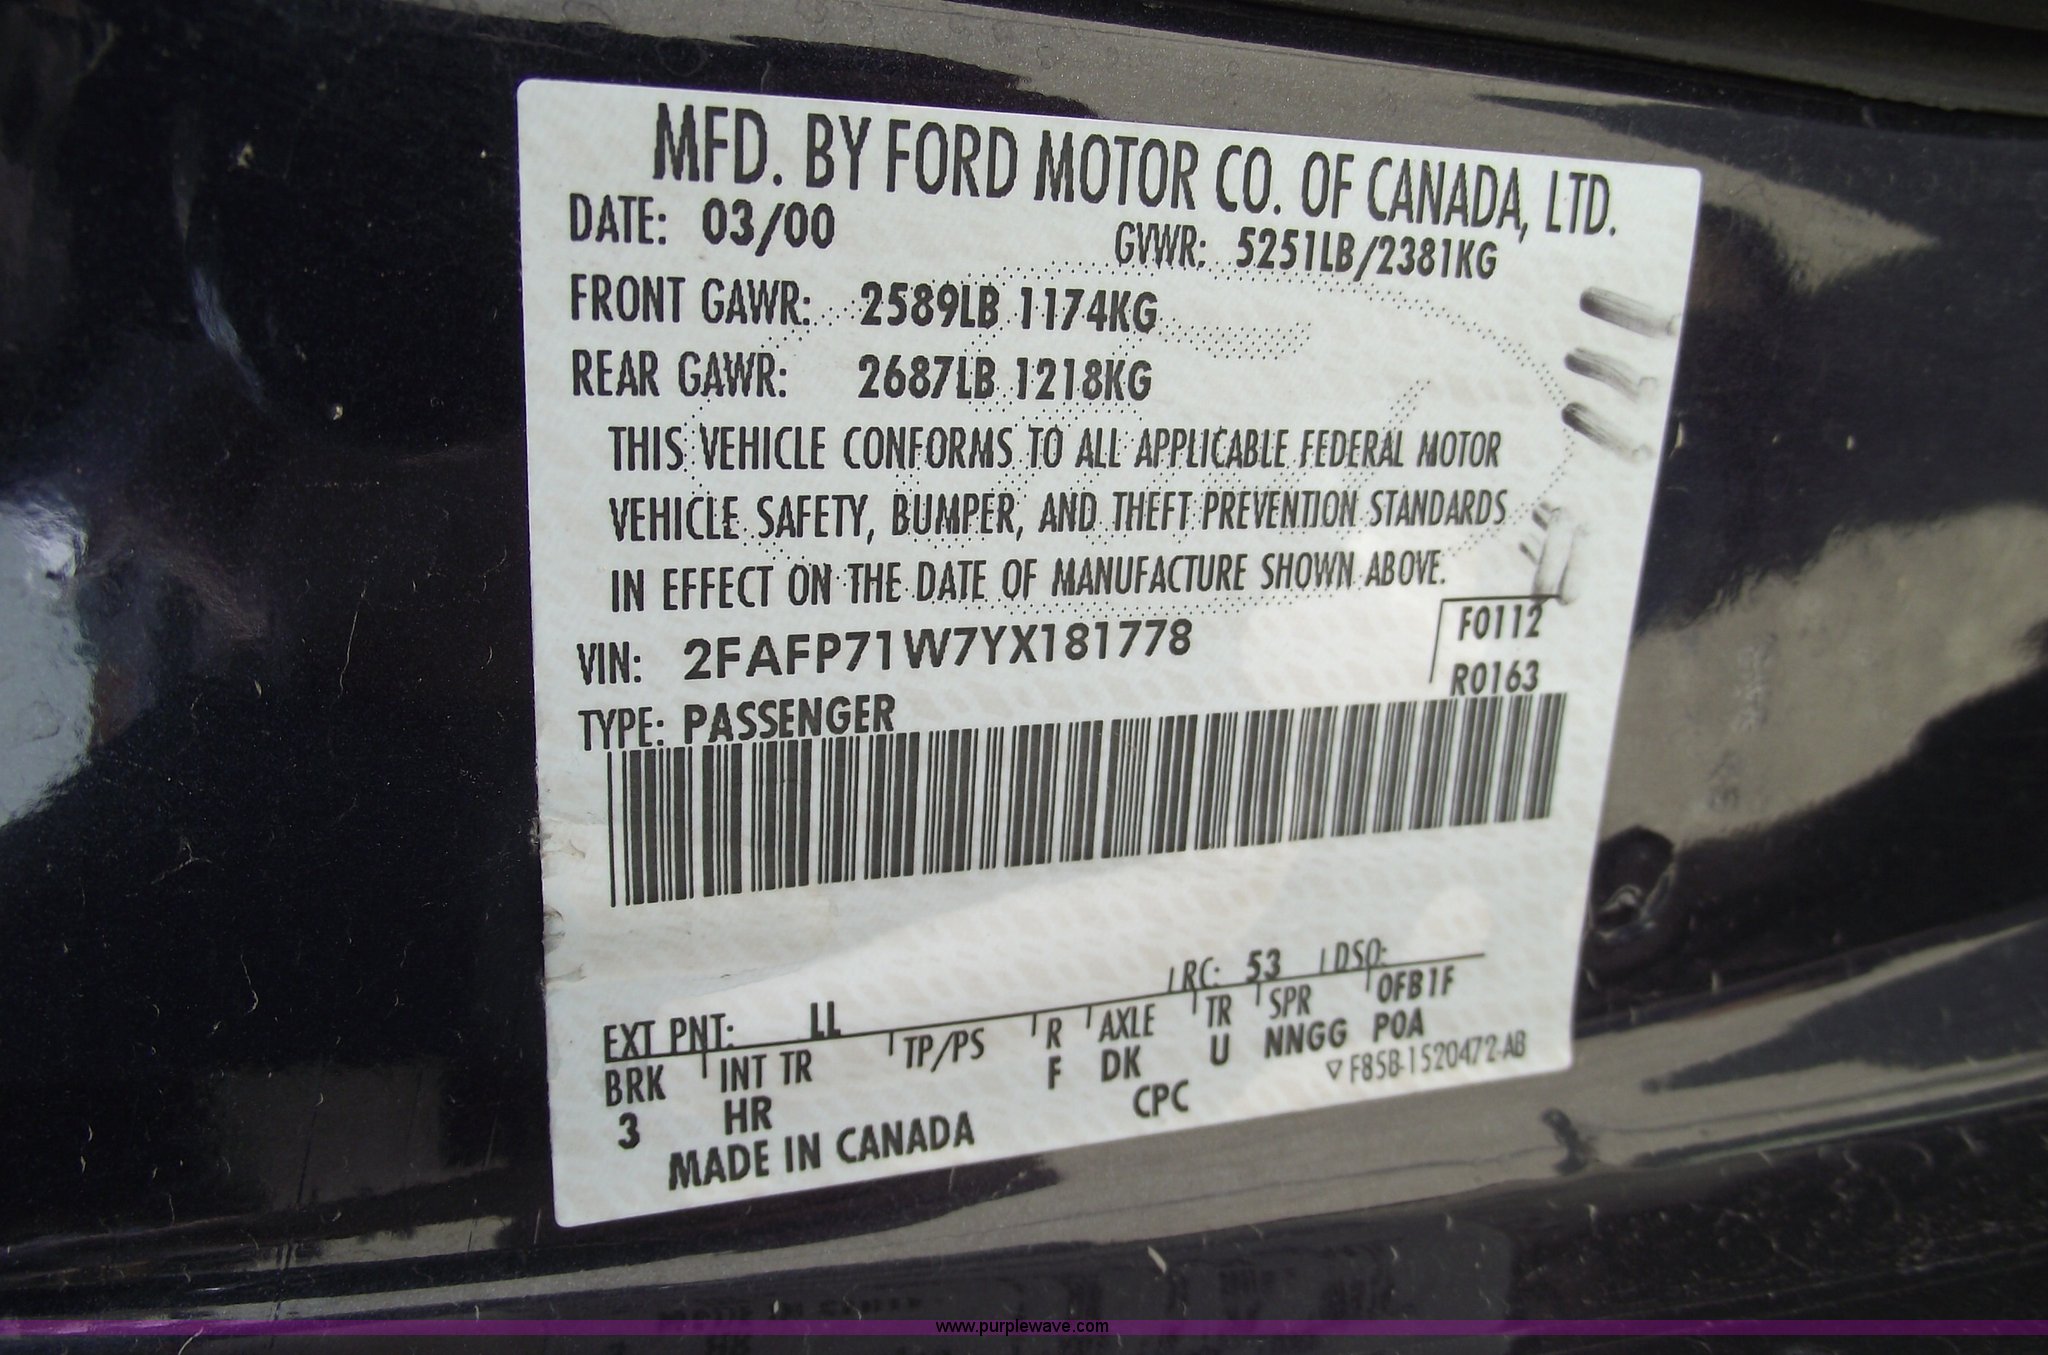 MFD. BY FORD MOTOR CO. OF CANADA, LTD.
DATE: 03/00 GVWR: 5251LB/2381KG
FRONT GAWR: 2589LB 1174KG
REAR GAWR: 2687LB 1218KG
THIS VEHICLE CONFORMS TO ALL APPLICABLE FEDERAL MOTOR
VEHICLE SAFETY, BUMPER, AND THEFT PREVENTION STANDARDS
IN EFFECT ON THE DATE OF MANUFACTURE SHOWN ABOVE.
VIN: 2FAFP71W7YX181778 F0112
R0163
TYPE: PASSENGER
EXT PNT: LL RC: 53 DSO:
BRK INT TR TP/PS R AXLE TR SPR 0FB1F
3 HR F DK U NNGG POA
MADE IN CANADA CPC ▽F85B-1520472-AB
www.purplewave.com